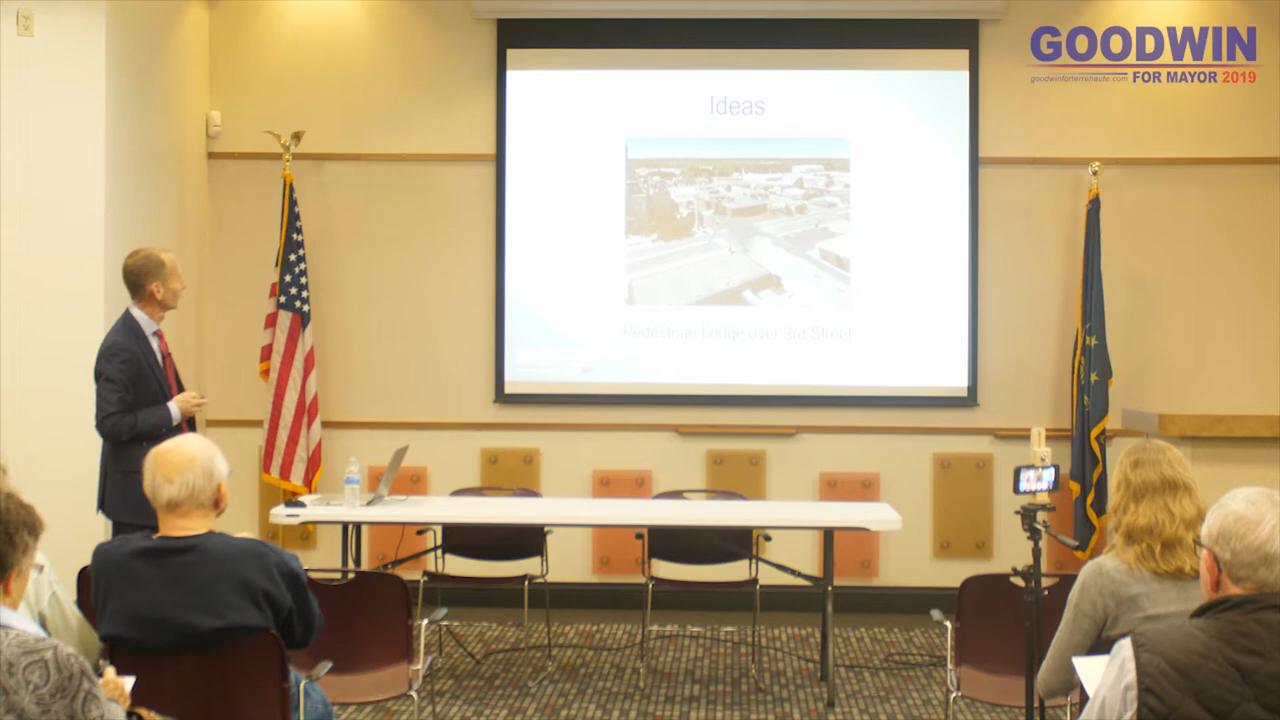 GOODWIN
goodwinforterrehaute.com FOR MAYOR 2019
Ideas
Pedestrian bridge over 3rd Street